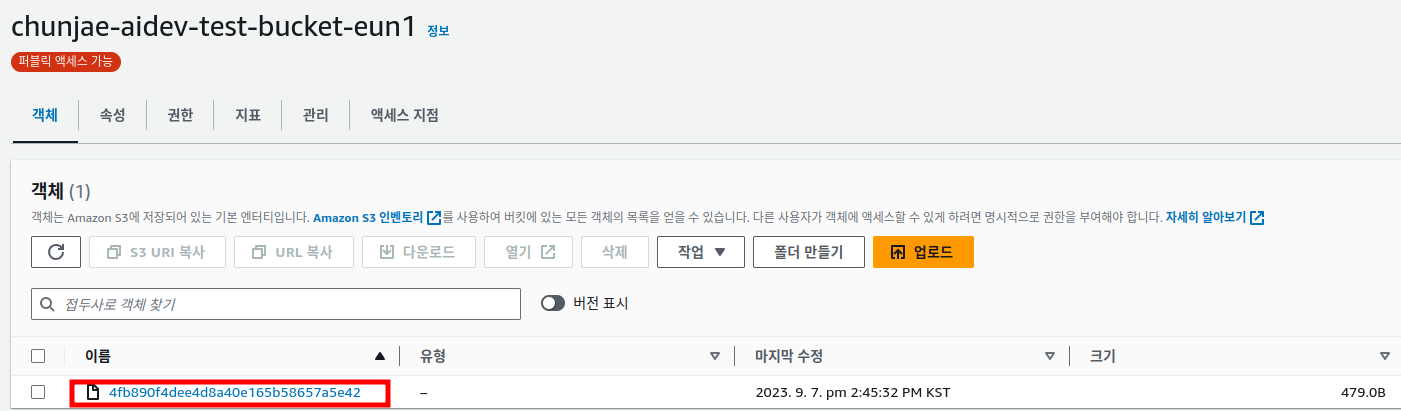 chunjae-aidev-test-bucket-eun1 정보
퍼블릭 액세스 가능
객체 속성 권한 지표 관리 액세스 지점
객체 (1)
객체는 Amazon S3에 저장되어 있는 기본 엔터티입니다. Amazon S3 인벤토리 를 사용하여 버킷에 있는 모든 객체의 목록을 얻을 수 있습니다. 다른 사용자가 객체에 액세스할 수 있게 하려면 명시적으로 권한을 부여해야 합니다. 자세히 알아보기
S3 URI 복사 URL 복사 다운로드 열기 삭제 작업 폴더 만들기 업로드
접두사로 객체 찾기 버전 표시
이름 유형 마지막 수정 크기
4fb890f4dee4d8a40e165b58657a5e42 – 2023. 9. 7. pm 2:45:32 PM KST 479.0B